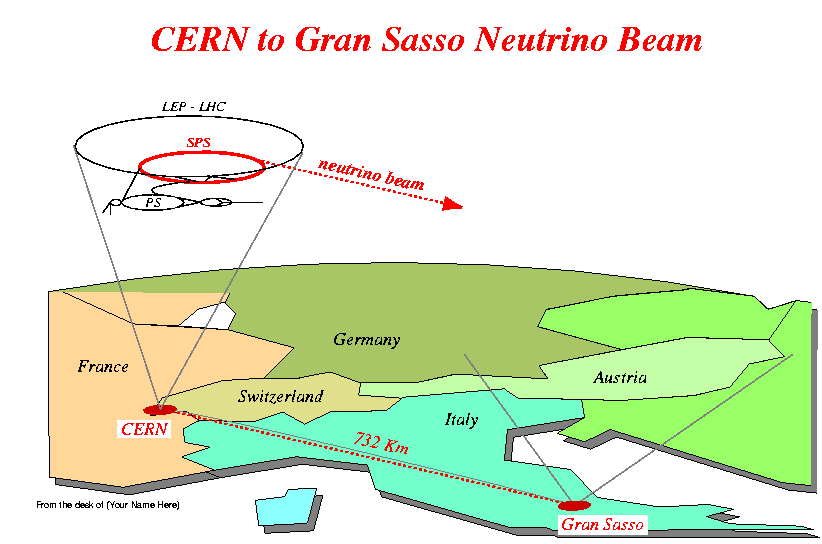 CERN to Gran Sasso Neutrino Beam
LEP - LHC
SPS
neutrino beam
PS
Germany
France
Austria
Switzerland
Italy
CERN
732 Km
From the desk of (Your Name Here)
Gran Sasso